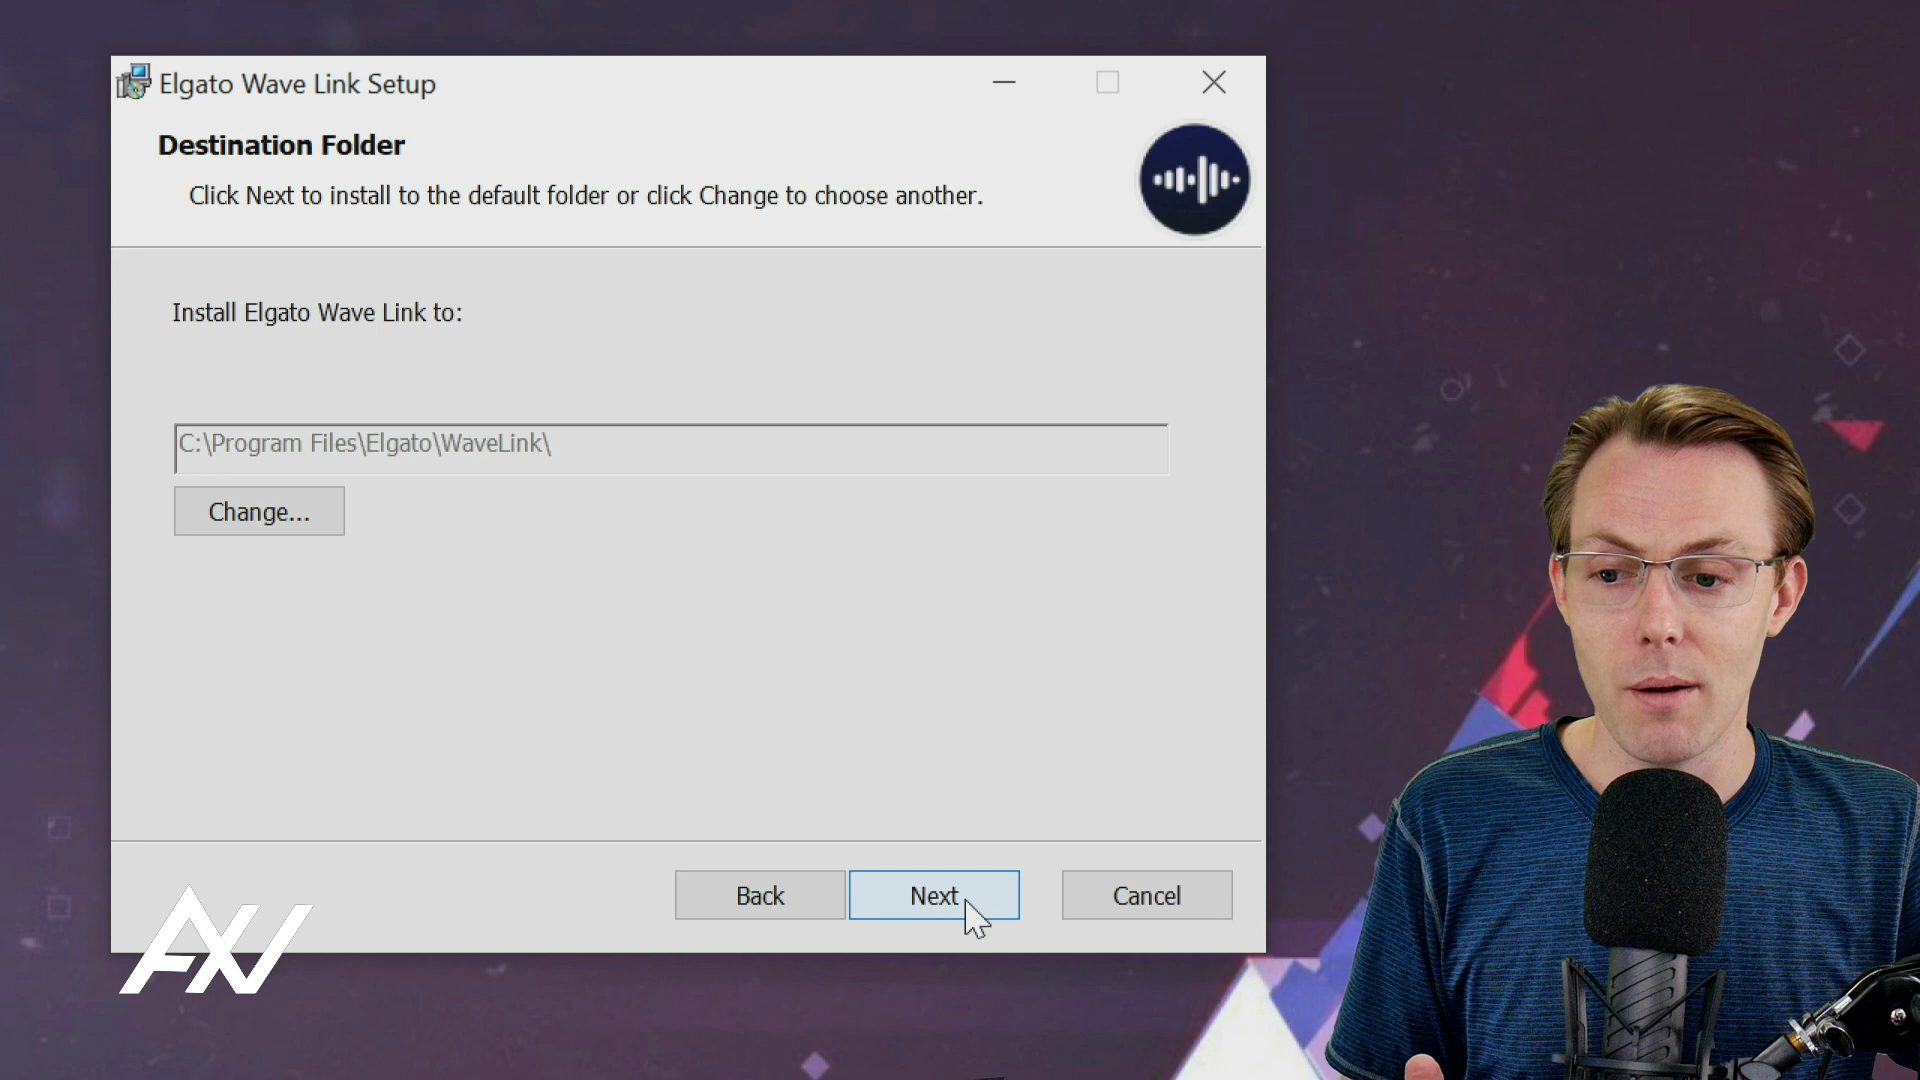 Elgato Wave Link Setup
Destination Folder
Click Next to install to the default folder or click Change to choose another.
Install Elgato Wave Link to:
C:\Program Files\Elgato\WaveLink\
Change...
Back
Next
Cancel